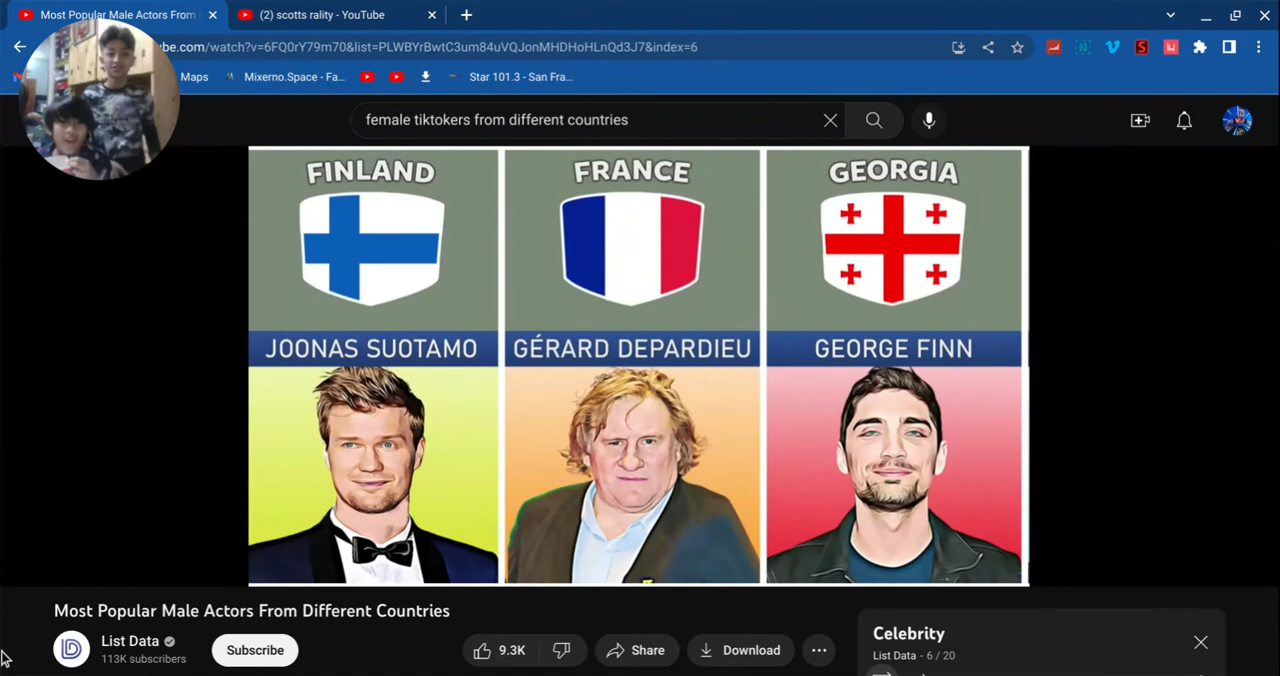 Most Popular Male Actors From
(2) scotts rality - YouTube
be.com/watch?v=6FQ0rY79m70&list=PLWBYrBwtC3um84uVQJonMHDHoHLnQd3J7&index=6
Maps
Mixerno.Space - Fa...
Star 101.3 - San Fra...
female tiktokers from different countries
FINLAND
FRANCE
GEORGIA
JOONAS SUOTAMO
GÉRARD DEPARDIEU
GEORGE FINN
Most Popular Male Actors From Different Countries
List Data
113K subscribers
Subscribe
9.3K
Share
Download
Celebrity
List Data - 6 / 20